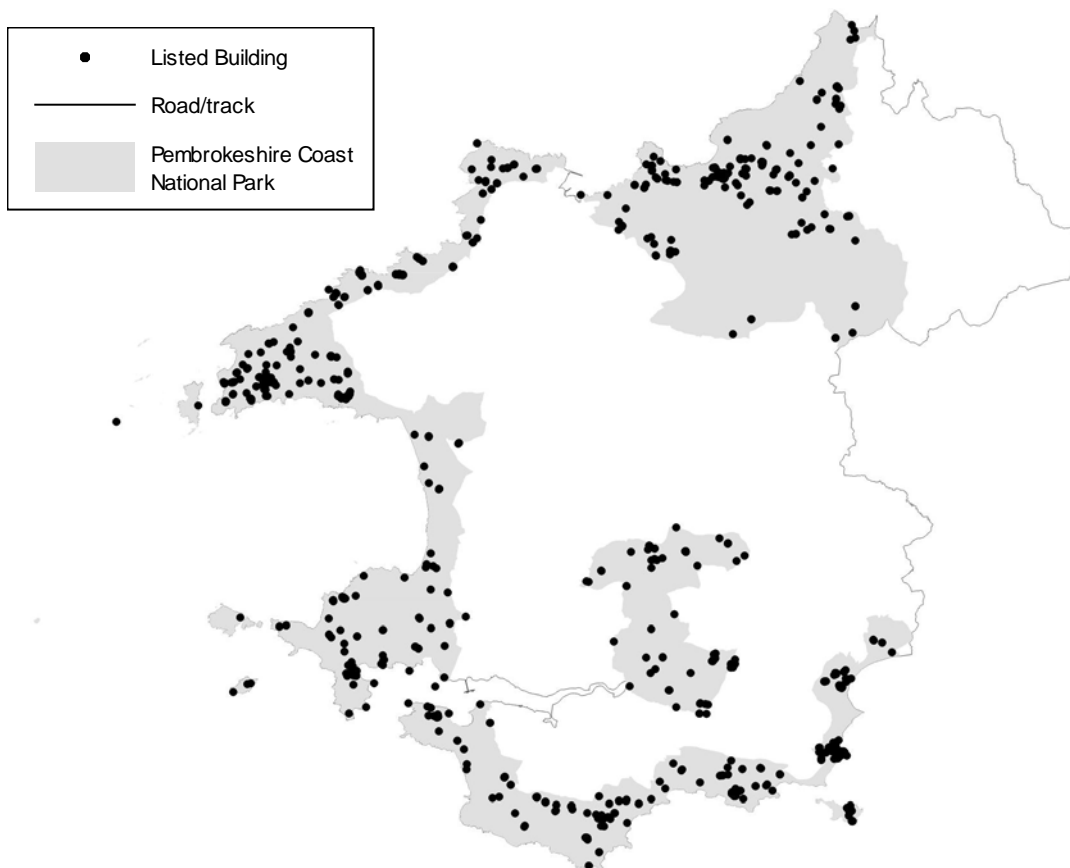 Listed Building
Road/track
Pembrokeshire Coast
National Park